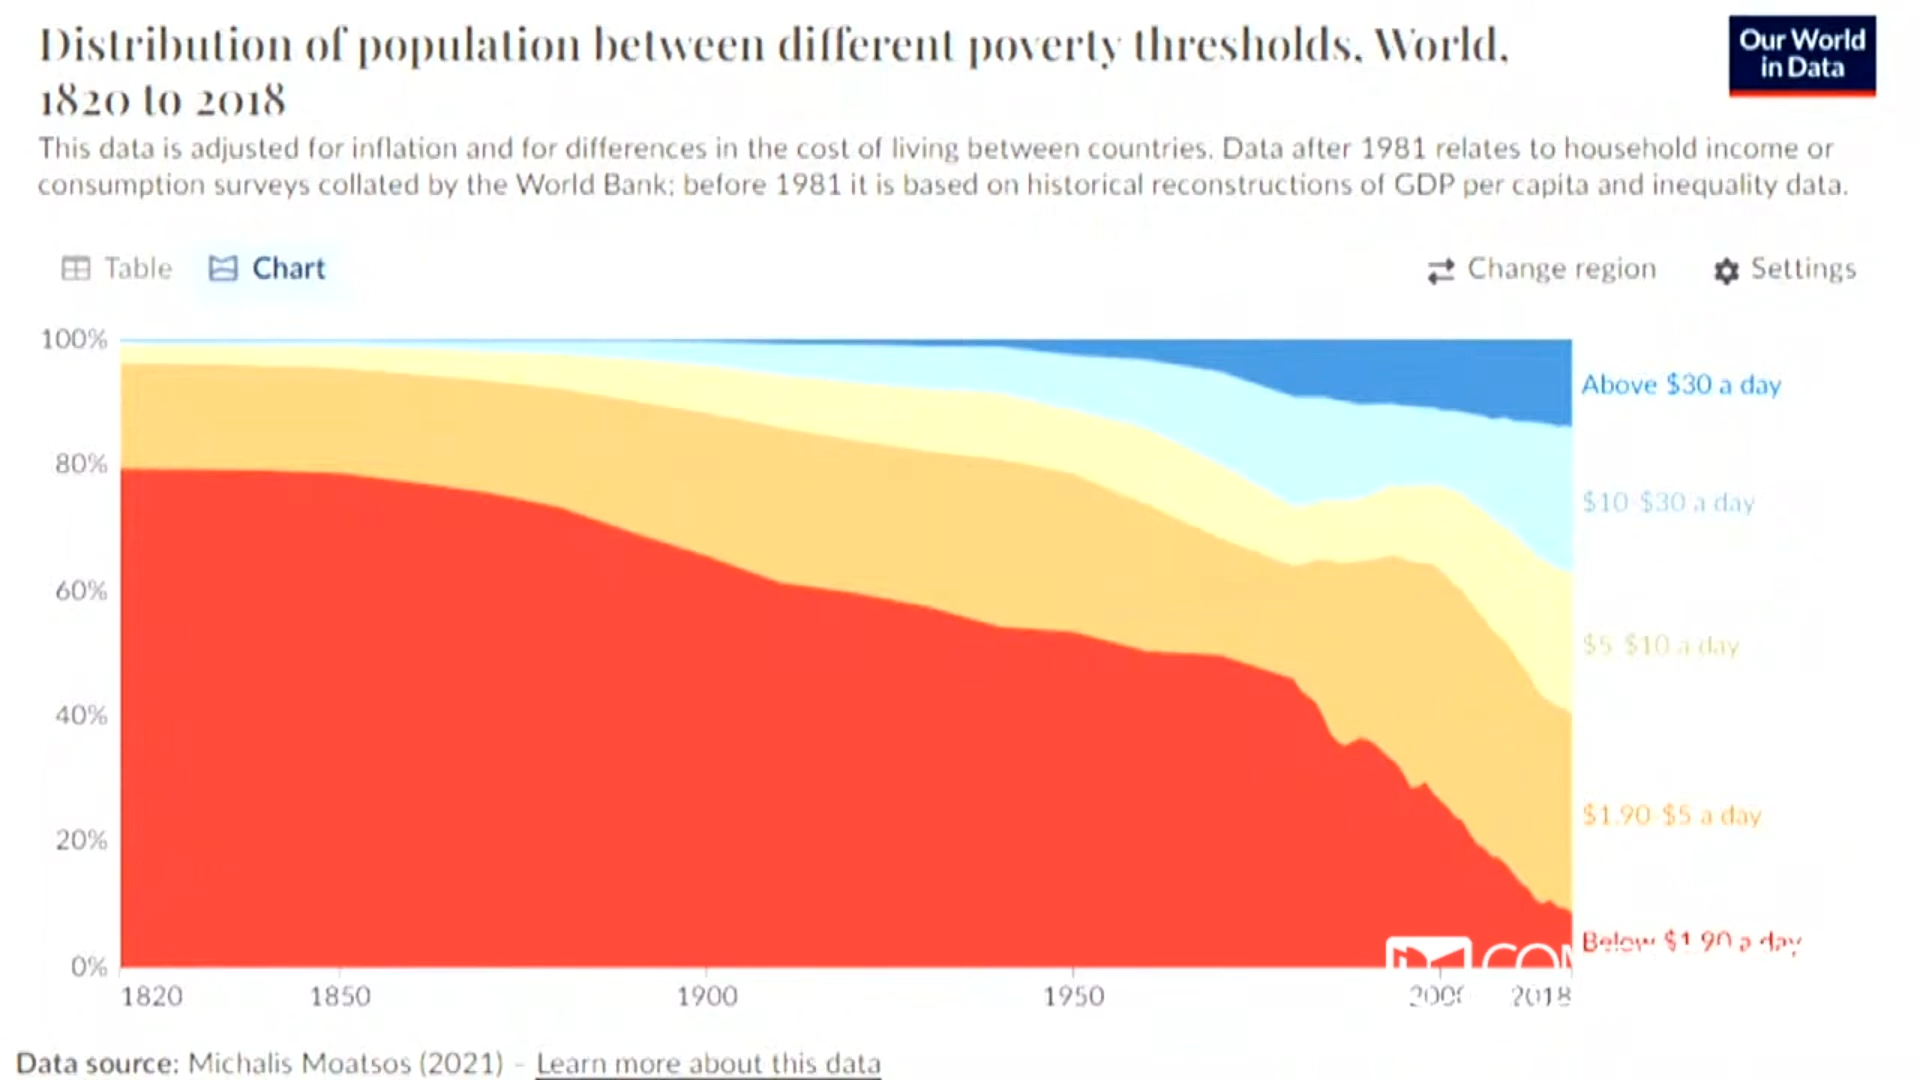 Distribution of population between different poverty thresholds, World,
1820 to 2018
Our World
in Data
This data is adjusted for inflation and for differences in the cost of living between countries. Data after 1981 relates to household income or
consumption surveys collated by the World Bank; before 1981 it is based on historical reconstructions of GDP per capita and inequality data.
Table Chart Change region Settings
100%
80%
60%
40%
20%
0%
Above $30 a day
$10-$30 a day
$5-$10 a day
$1.90-$5 a day
Below $1.90 a day
1820 1850 1900 1950 2018
Data source: Michalis Moatsos (2021) – Learn more about this data